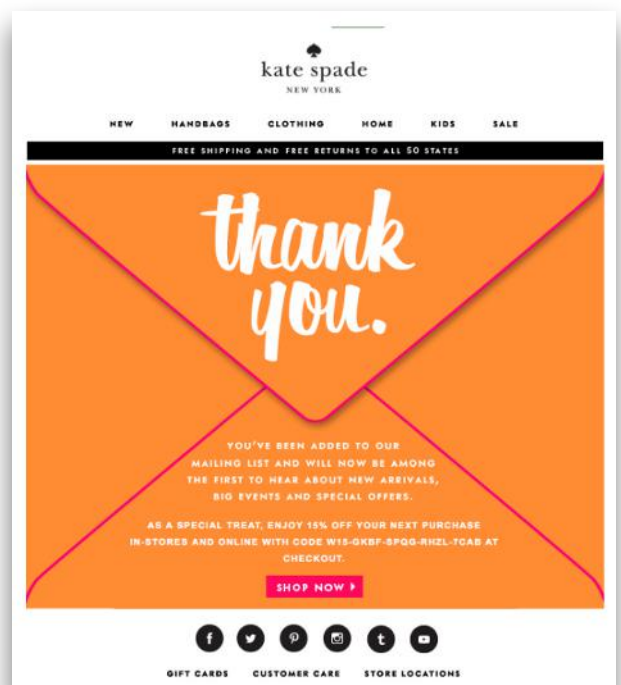 kate spade
NEW YORK
NEW HANDBAGS CLOTHING HOME KIDS SALE
FREE SHIPPING AND FREE RETURNS TO ALL 50 STATES
thank
you.
YOU'VE BEEN ADDED TO OUR
MAILING LIST AND WILL NOW BE AMONG
THE FIRST TO HEAR ABOUT NEW ARRIVALS,
BIG EVENTS AND SPECIAL OFFERS.
AS A SPECIAL TREAT, ENJOY 15% OFF YOUR NEXT PURCHASE
IN-STORES AND ONLINE WITH CODE W15-GKBF-SPQG-RHZL-7CAB AT
CHECKOUT.
SHOP NOW
GIFT CARDS CUSTOMER CARE STORE LOCATIONS